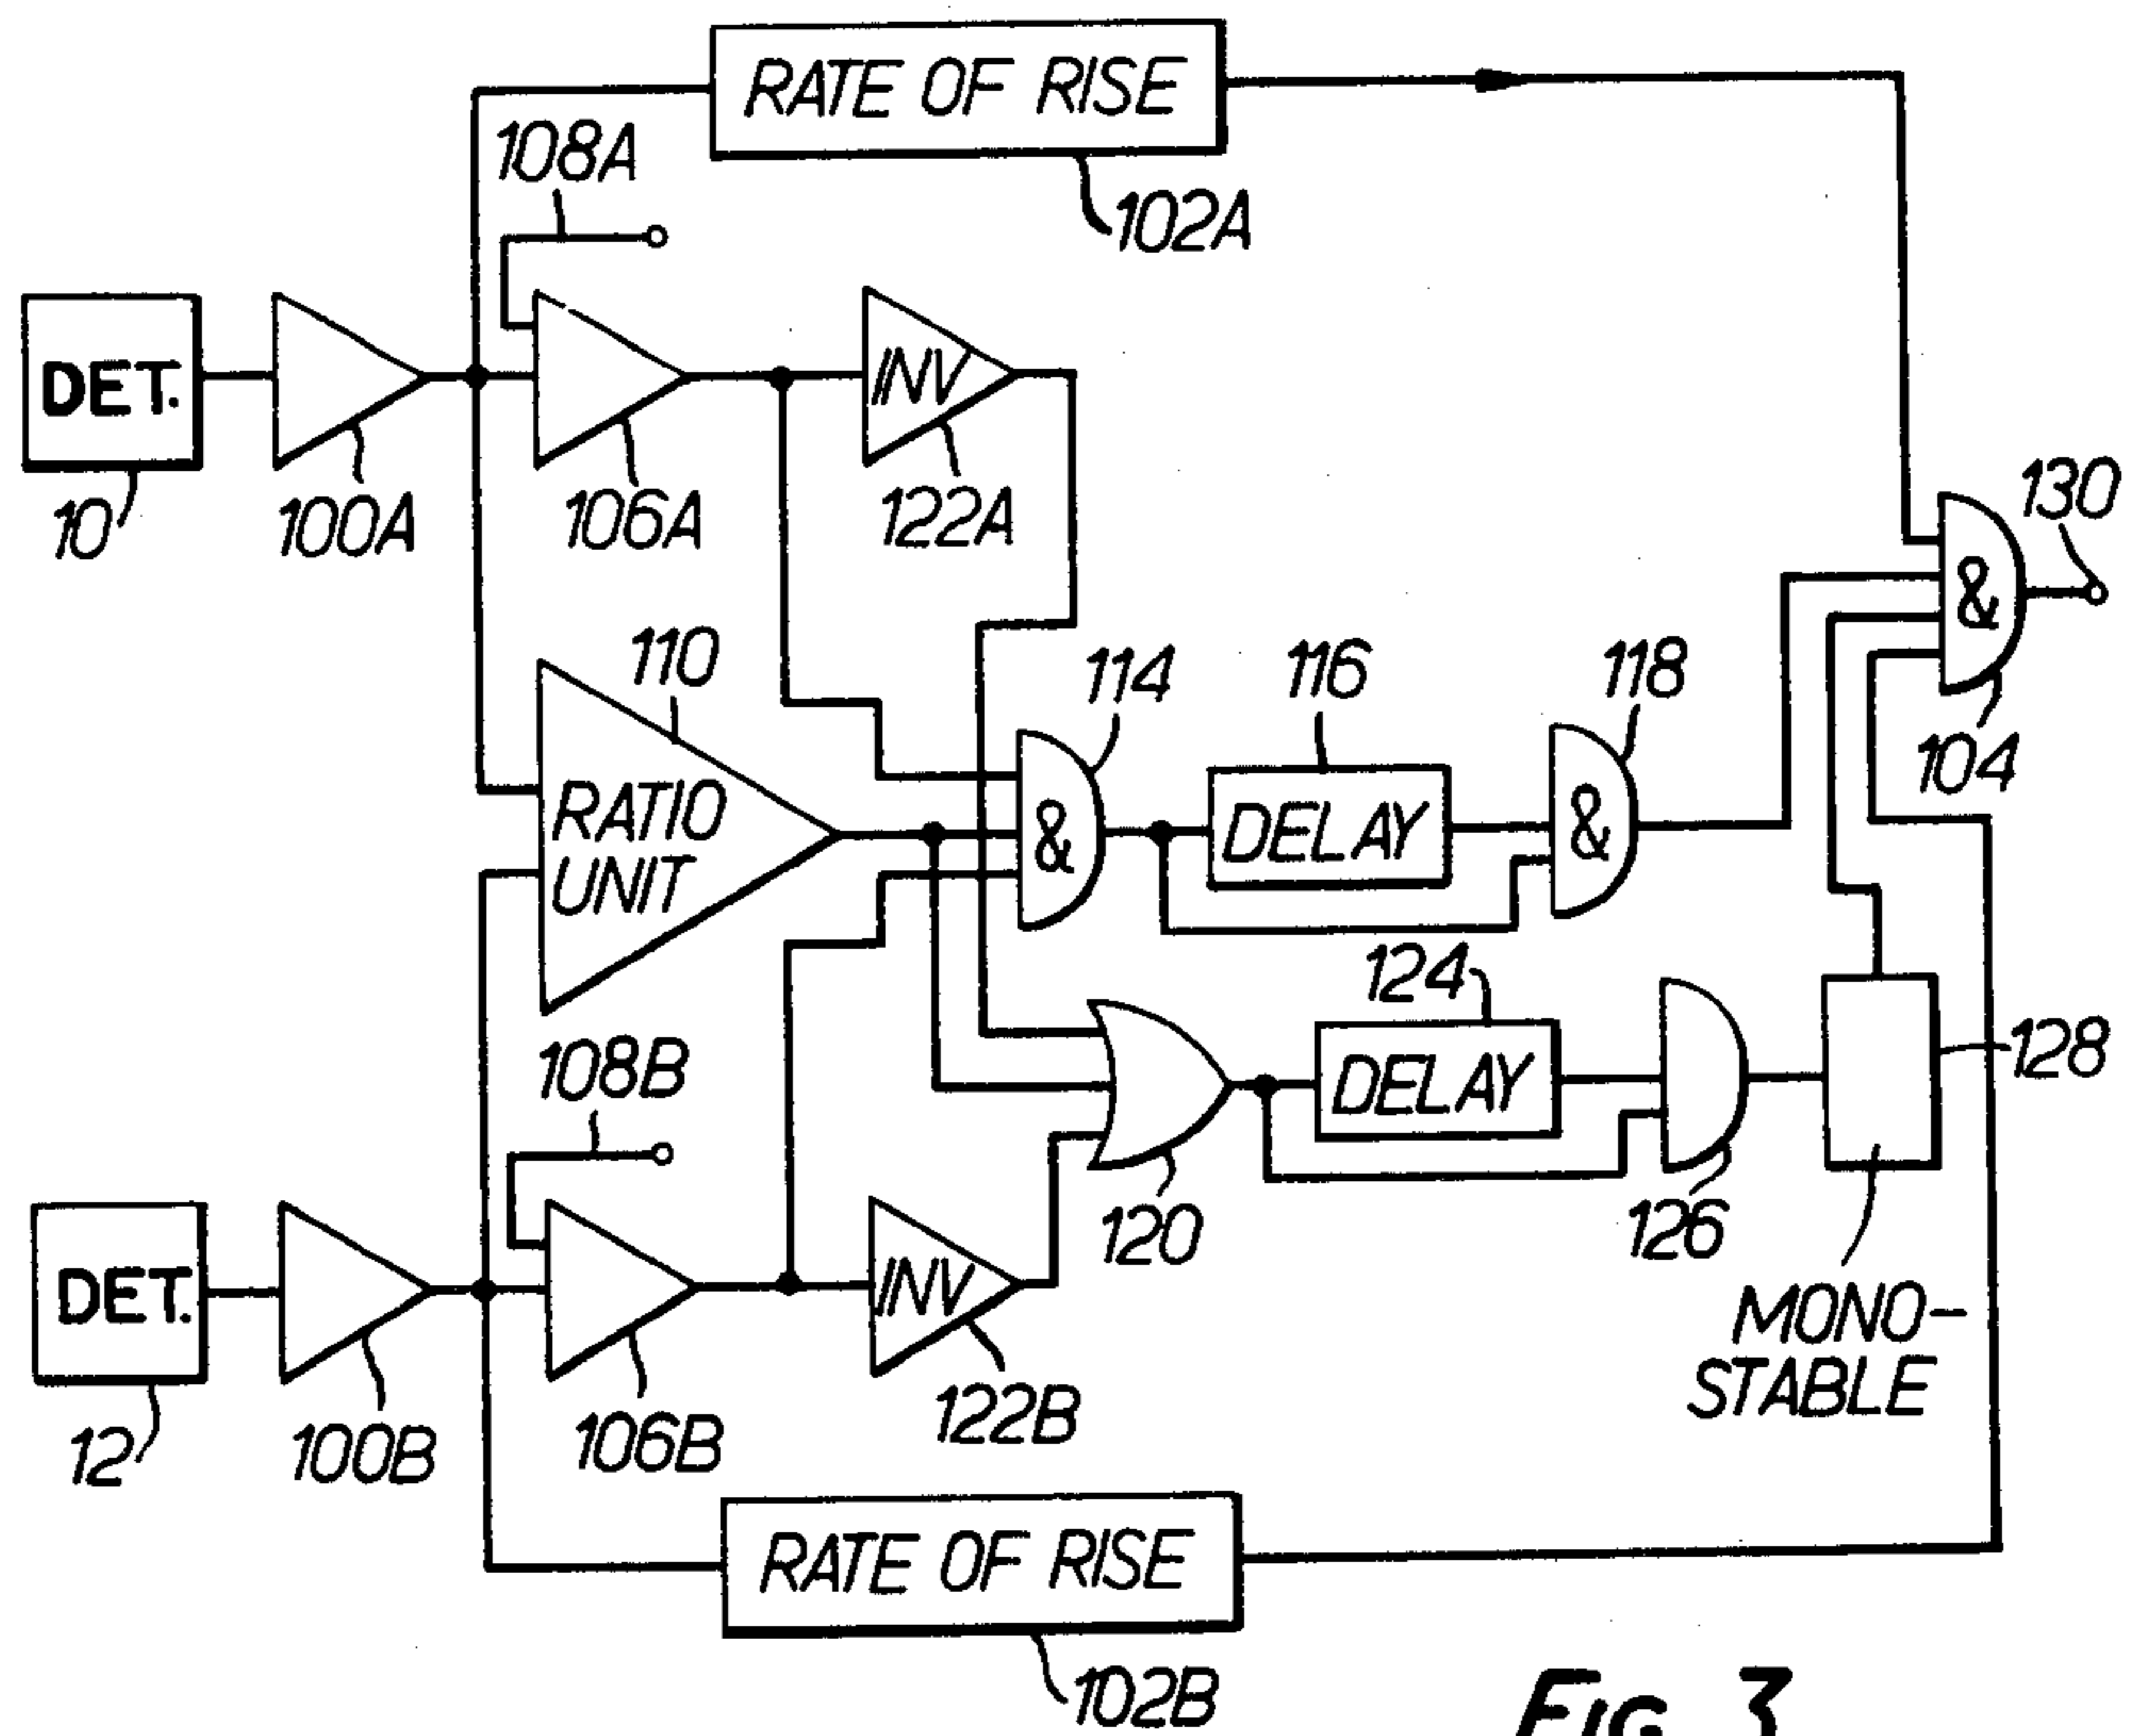 RATE OF RISE
108A
102A
DET.
INV
10
100A
106A
122A
130
110
114
116
118
&
104
RATIO
UNIT
&
DELAY
&
124
108B
DELAY
128
120
126
DET.
INV
MONO-
STABLE
12
100B
106B
122B
RATE OF RISE
102B
FIG. 3